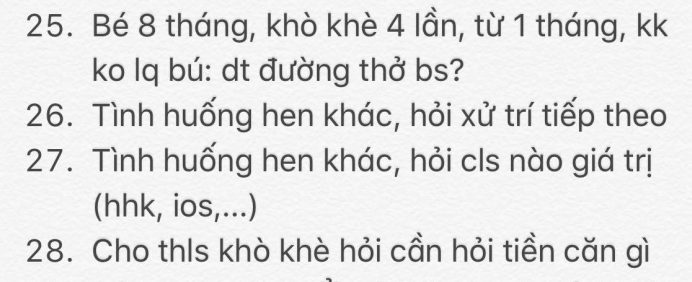 25. Bé 8 tháng, khò khè 4 lần, từ 1 tháng, kk
ko lq bú: dt đường thở bs?
26. Tình huống hen khác, hỏi xử trí tiếp theo
27. Tình huống hen khác, hỏi cls nào giá trị
(hhk, ios,...)
28. Cho thls khò khè hỏi cần hỏi tiền căn gì